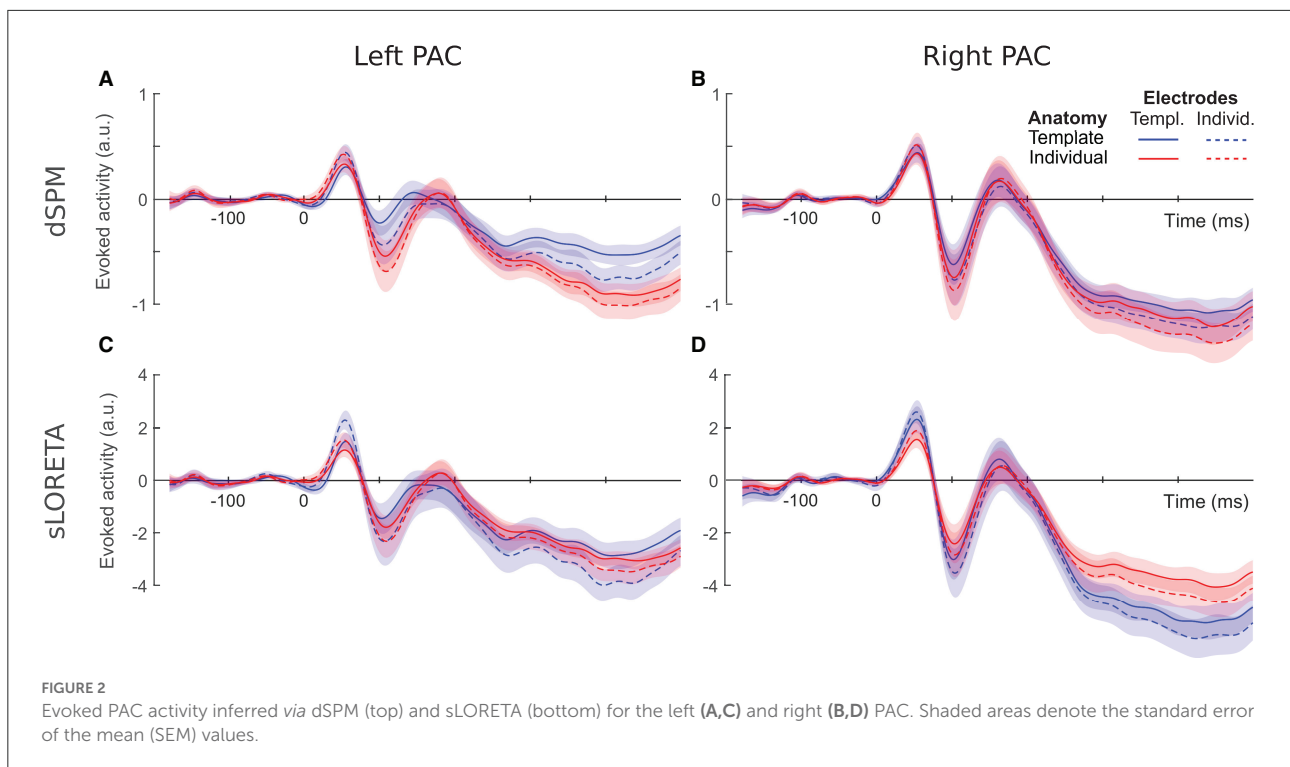 Left PAC
Right PAC
A
B
Electrodes
Anatomy Templ. Individ.
Template
Individual
dSPM
Evoked activity (a.u.)
1
0
-1
-100
0
1
0
-1
-100
0
Time (ms)
C
D
sLORETA
Evoked activity (a.u.)
4
2
0
-2
-4
-100
0
4
2
0
-2
-4
-100
0
Time (ms)
FIGURE 2
Evoked PAC activity inferred via dSPM (top) and sLORETA (bottom) for the left (A,C) and right (B,D) PAC. Shaded areas denote the standard error
of the mean (SEM) values.